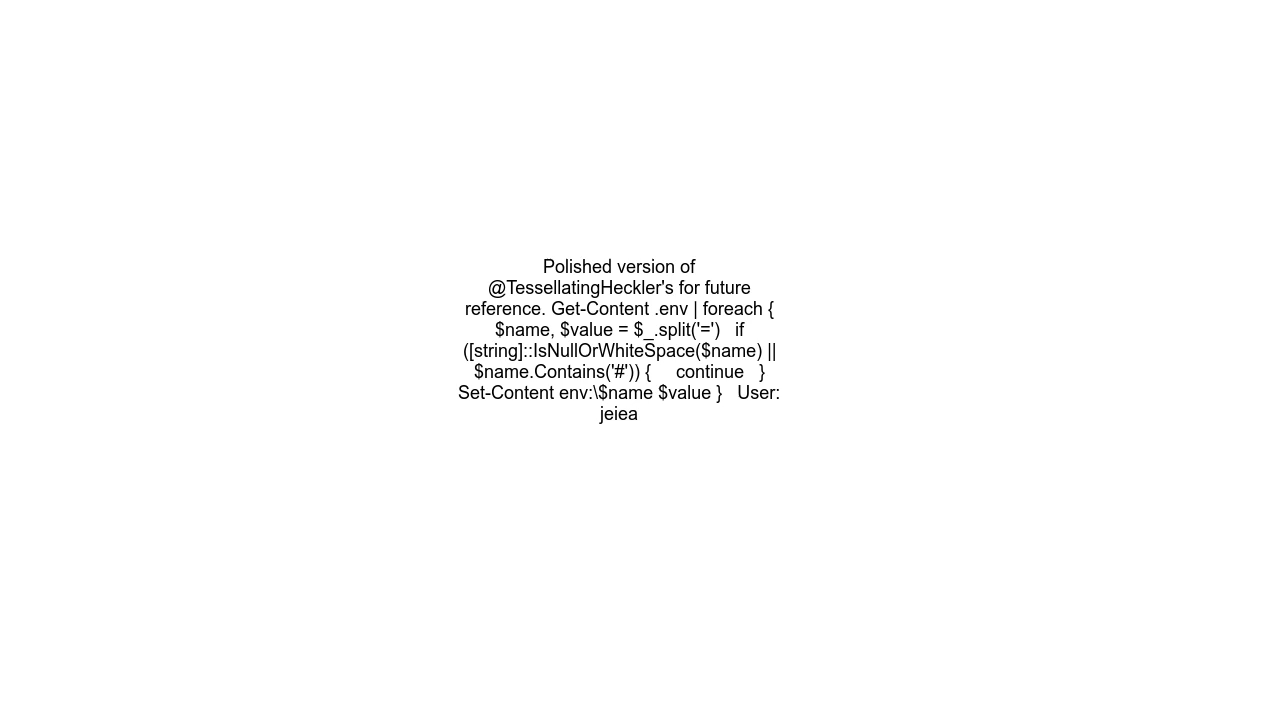 Polished version of
@TessellatingHeckler's for future
reference. Get-Content .env | foreach {
$name, $value = $_.split('=')   if
([string]::IsNullOrWhiteSpace($name) ||
$name.Contains('#')) {     continue   }
Set-Content env:\$name $value }   User:
jeiea